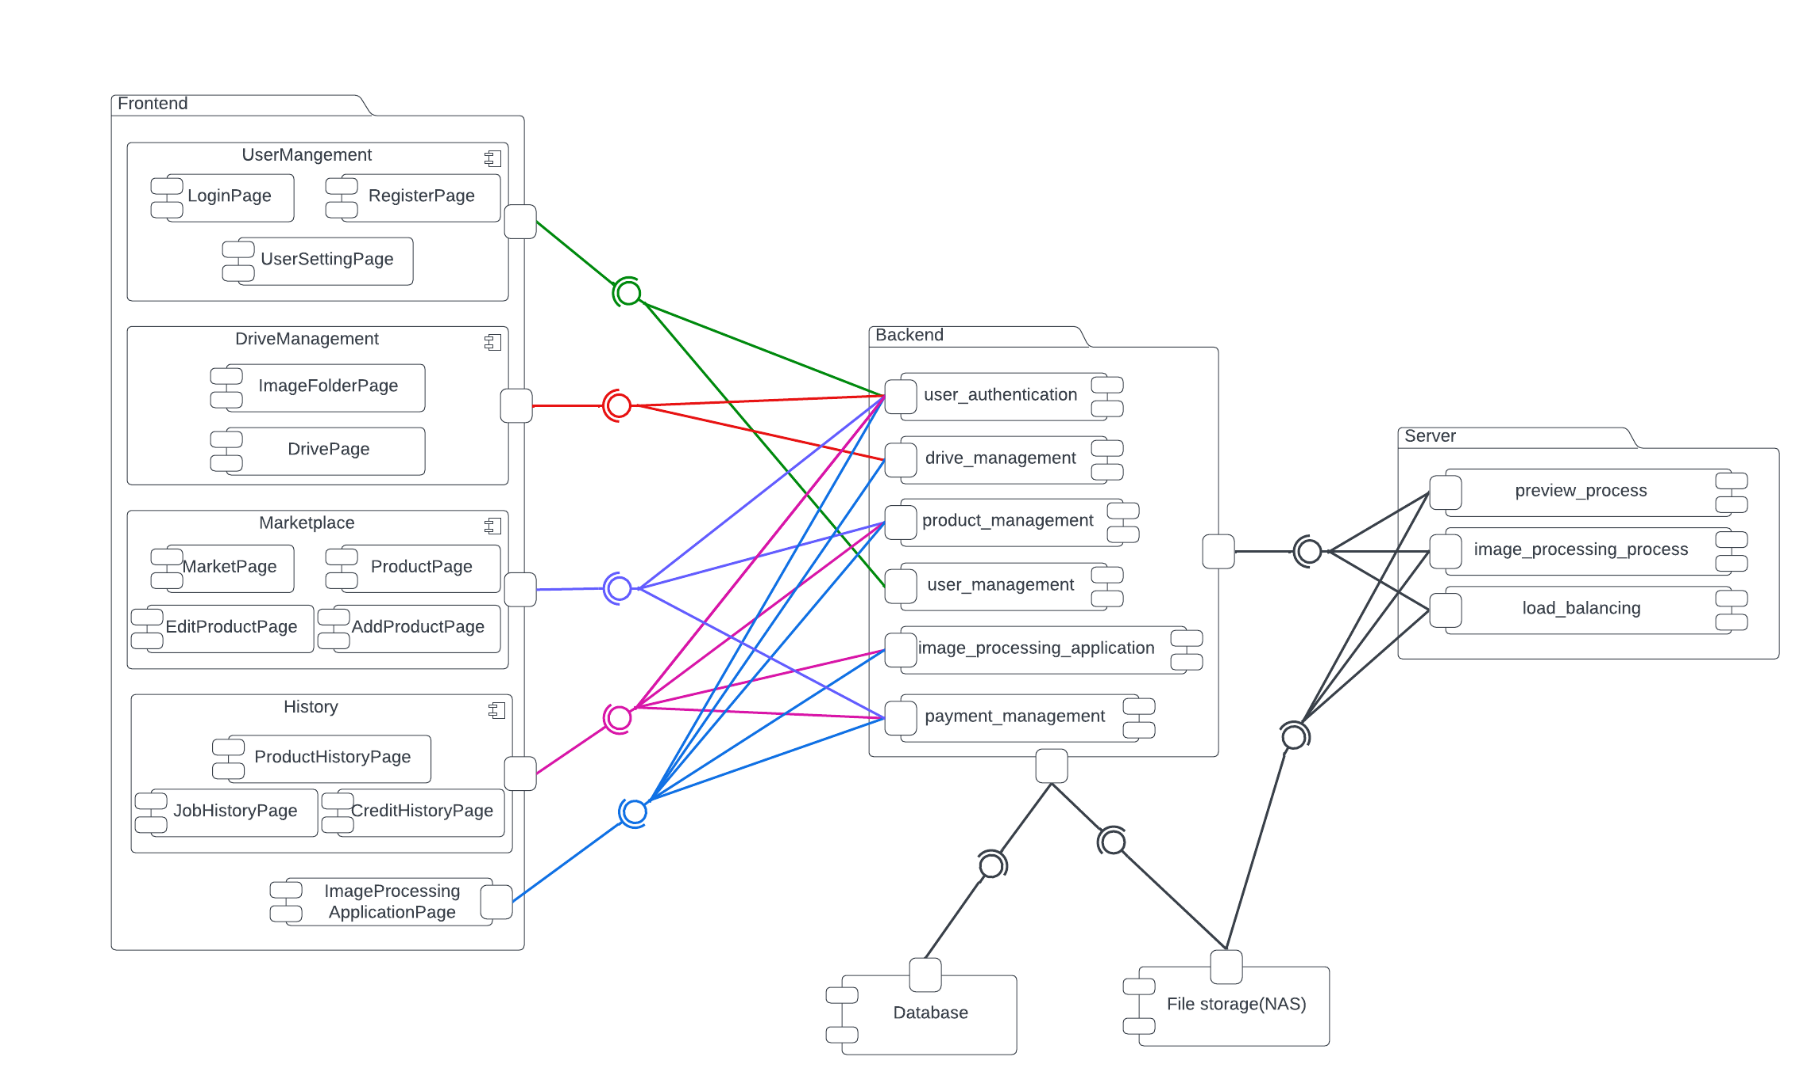 Frontend
UserMangement
LoginPage
RegisterPage
UserSettingPage
DriveManagement
ImageFolderPage
DrivePage
Marketplace
MarketPage
ProductPage
EditProductPage
AddProductPage
History
ProductHistoryPage
JobHistoryPage
CreditHistoryPage
ImageProcessing
ApplicationPage
Backend
user_authentication
drive_management
product_management
user_management
image_processing_application
payment_management
Server
preview_process
image_processing_process
load_balancing
Database
File storage(NAS)